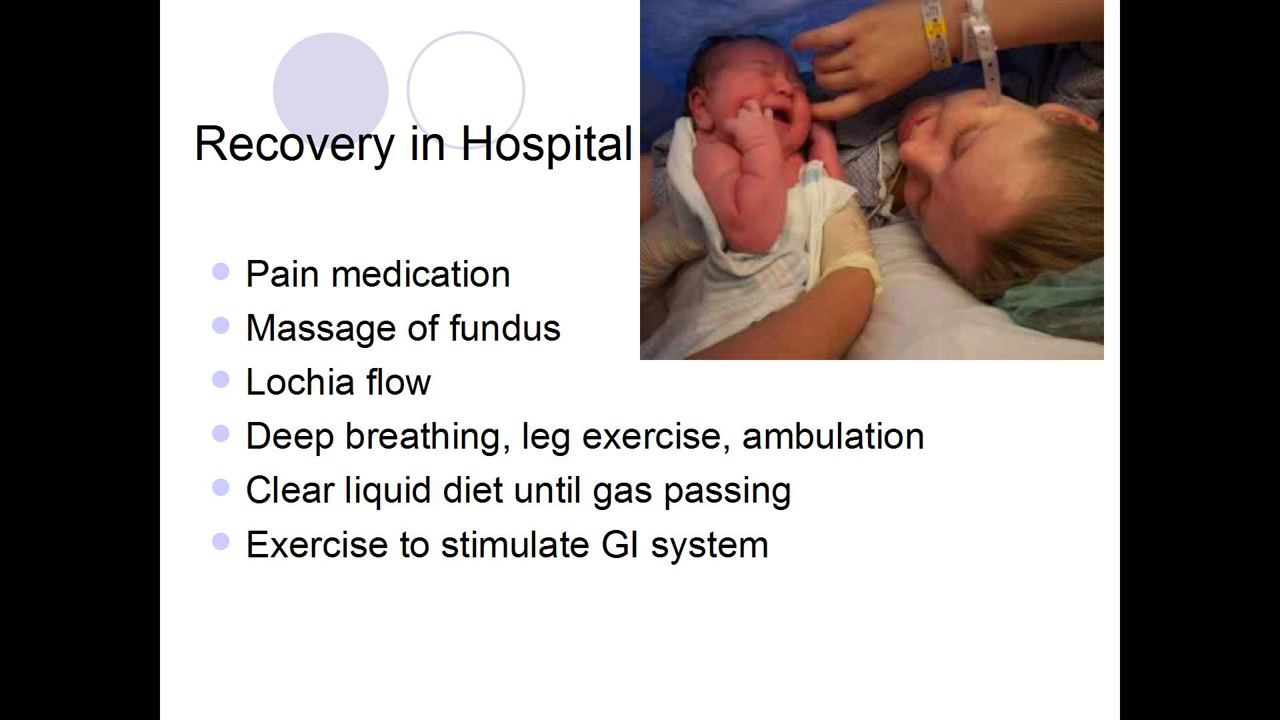 Recovery in Hospital
Pain medication
Massage of fundus
Lochia flow
Deep breathing, leg exercise, ambulation
Clear liquid diet until gas passing
Exercise to stimulate GI system